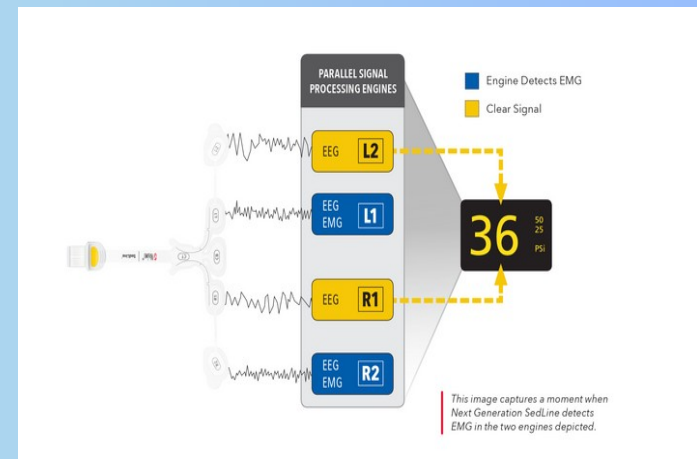 PARALLEL SIGNAL
PROCESSING ENGINES
Engine Detects EMG
Clear Signal
EEG L2
EEG
EMG L1
EEG R1
EEG
EMG R2
36
50
25
PSi
This image captures a moment when
Next Generation SedLine detects
EMG in the two engines depicted.